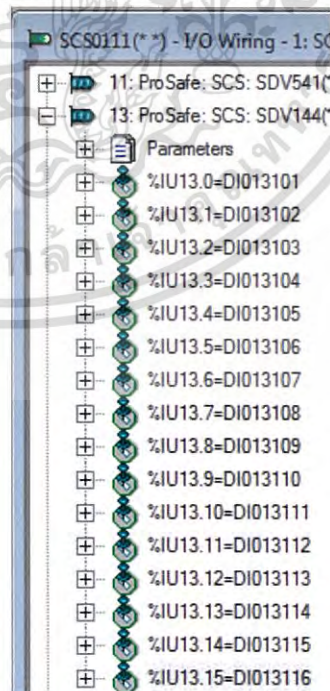 SCS0111(* *) - I/O Wiring - 1: SC
11: ProSafe: SCS: SDV541(*
13: ProSafe: SCS: SDV144(*
Parameters
%IU13.0=DI013101
%IU13.1=DI013102
%IU13.2=DI013103
%IU13.3=DI013104
%IU13.4=DI013105
%IU13.5=DI013106
%IU13.6=DI013107
%IU13.7=DI013108
%IU13.8=DI013109
%IU13.9=DI013110
%IU13.10=DI013111
%IU13.11=DI013112
%IU13.12=DI013113
%IU13.13=DI013114
%IU13.14=DI013115
%IU13.15=DI013116